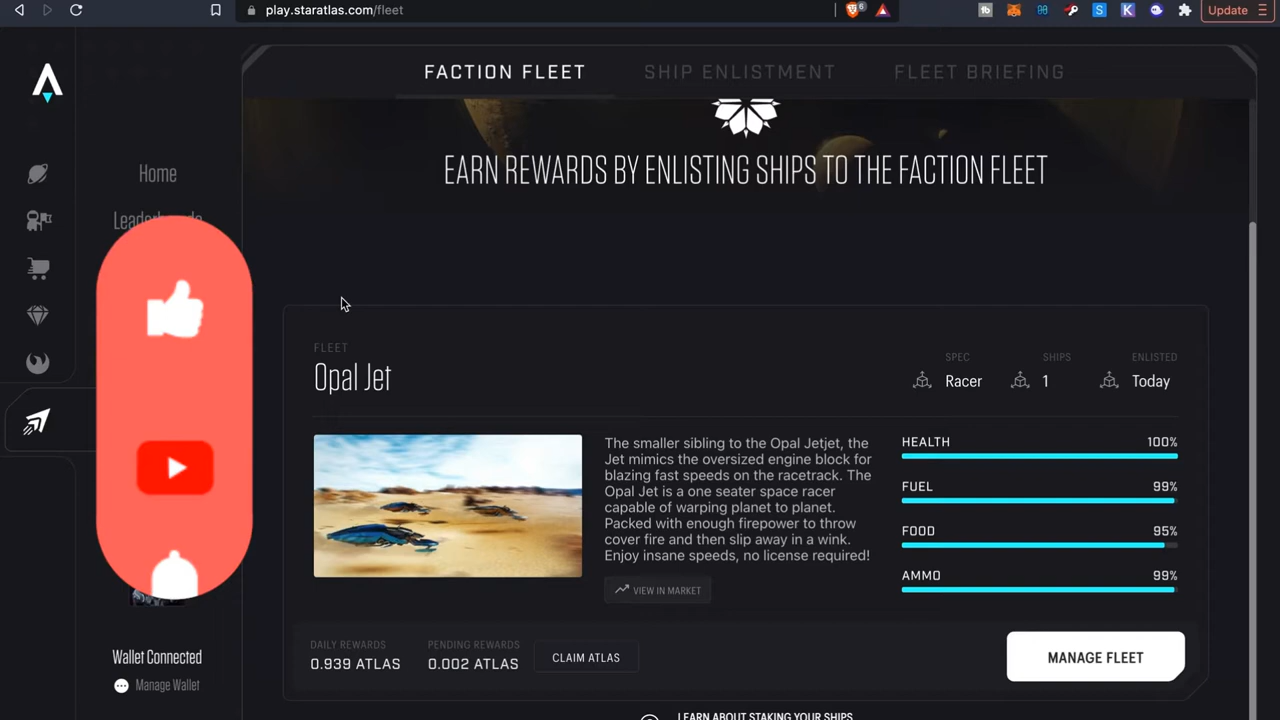 play.staratlas.com/fleet
6
Update
FACTION FLEET
SHIP ENLISTMENT
FLEET BRIEFING
EARN REWARDS BY ENLISTING SHIPS TO THE FACTION FLEET
Home
FLEET
Opal Jet
SPEC
Racer
SHIPS
1
ENLISTED
Today
The smaller sibling to the Opal Jetjet, the
Jet mimics the oversized engine block for
blazing fast speeds on the racetrack. The
Opal Jet is a one seater space racer
capable of warping planet to planet.
Packed with enough firepower to throw
cover fire and then slip away in a wink.
Enjoy insane speeds, no license required!
VIEW IN MARKET
HEALTH 100%
FUEL 99%
FOOD 95%
AMMO 99%
DAILY REWARDS
0.939 ATLAS
PENDING REWARDS
0.002 ATLAS
CLAIM ATLAS
MANAGE FLEET
Wallet Connected
Manage Wallet
LEARN ABOUT STAKING YOUR SHIPS